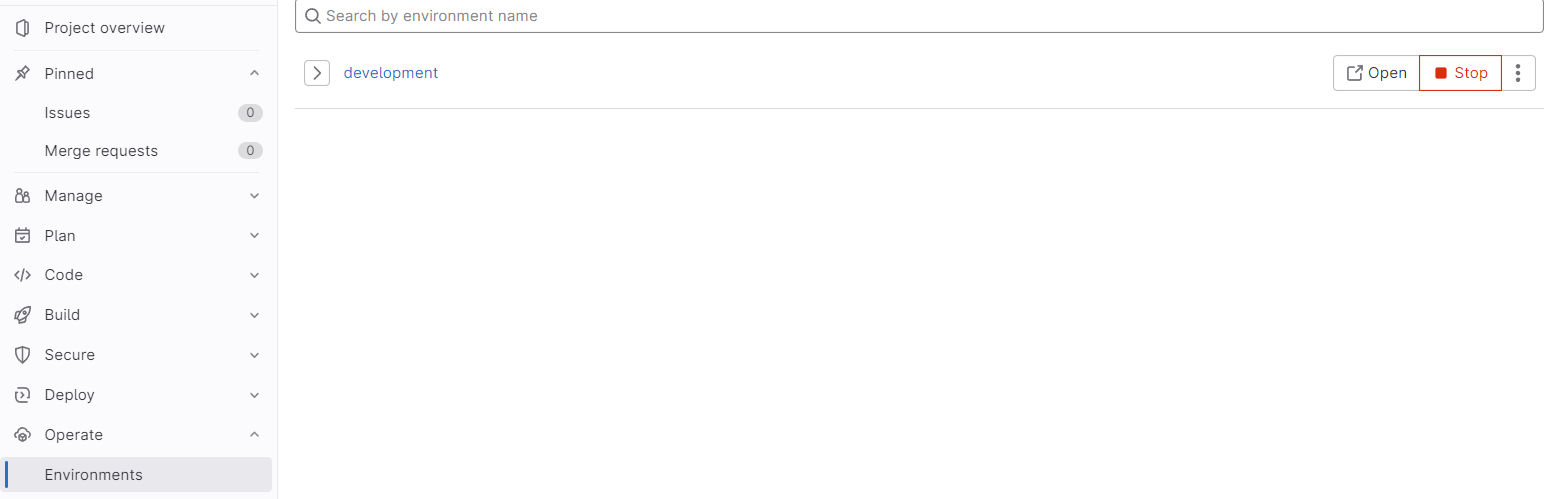 Project overview
Pinned
Issues 0
Merge requests 0
Manage
Plan
Code
Build
Secure
Deploy
Operate
Environments
Search by environment name
development Open Stop